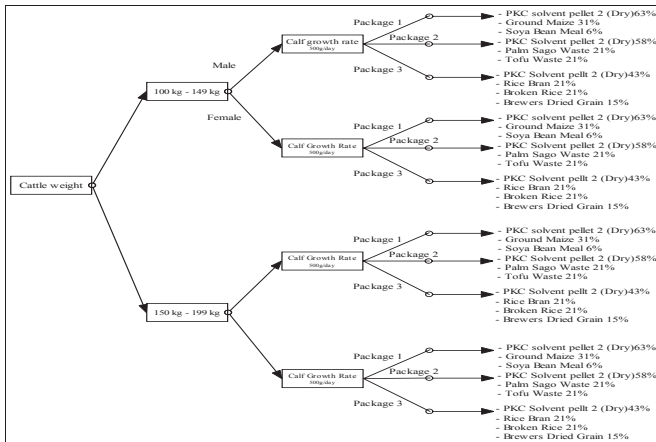 Cattle weight
100 kg - 149 kg
Male
Female
Calf growth rate
500g/day
Package 1
Package 2
Package 3
- PKC solvent pellet 2 (Dry)63%
- Ground Maize 31%
- Soya Bean Meal 6%
- PKC Solvent pellet 2 (Dry)58%
- Palm Sago Waste 21%
- Tofu Waste 21%
- PKC Solvent pellt 2 (Dry)43%
- Rice Bran 21%
- Broken Rice 21%
- Brewers Dried Grain 15%
Calf Growth Rate
500g/day
Package 1
Package 2
Package 3
- PKC solvent pellet 2 (Dry)63%
- Ground Maize 31%
- Soya Bean Meal 6%
- PKC Solvent pellet 2 (Dry)58%
- Palm Sago Waste 21%
- Tofu Waste 21%
- PKC Solvent pellt 2 (Dry)43%
- Rice Bran 21%
- Broken Rice 21%
- Brewers Dried Grain 15%
150 kg - 199 kg
Calf Growth Rate
500g/day
Package 1
Package 2
Package 3
- PKC solvent pellet 2 (Dry)63%
- Ground Maize 31%
- Soya Bean Meal 6%
- PKC Solvent pellet 2 (Dry)58%
- Palm Sago Waste 21%
- Tofu Waste 21%
- PKC Solvent pellt 2 (Dry)43%
- Rice Bran 21%
- Broken Rice 21%
- Brewers Dried Grain 15%
Calf Growth Rate
500g/day
Package 1
Package 2
Package 3
- PKC solvent pellet 2 (Dry)63%
- Ground Maize 31%
- Soya Bean Meal 6%
- PKC Solvent pellet 2 (Dry)58%
- Palm Sago Waste 21%
- Tofu Waste 21%
- PKC Solvent pellt 2 (Dry)43%
- Rice Bran 21%
- Broken Rice 21%
- Brewers Dried Grain 15%